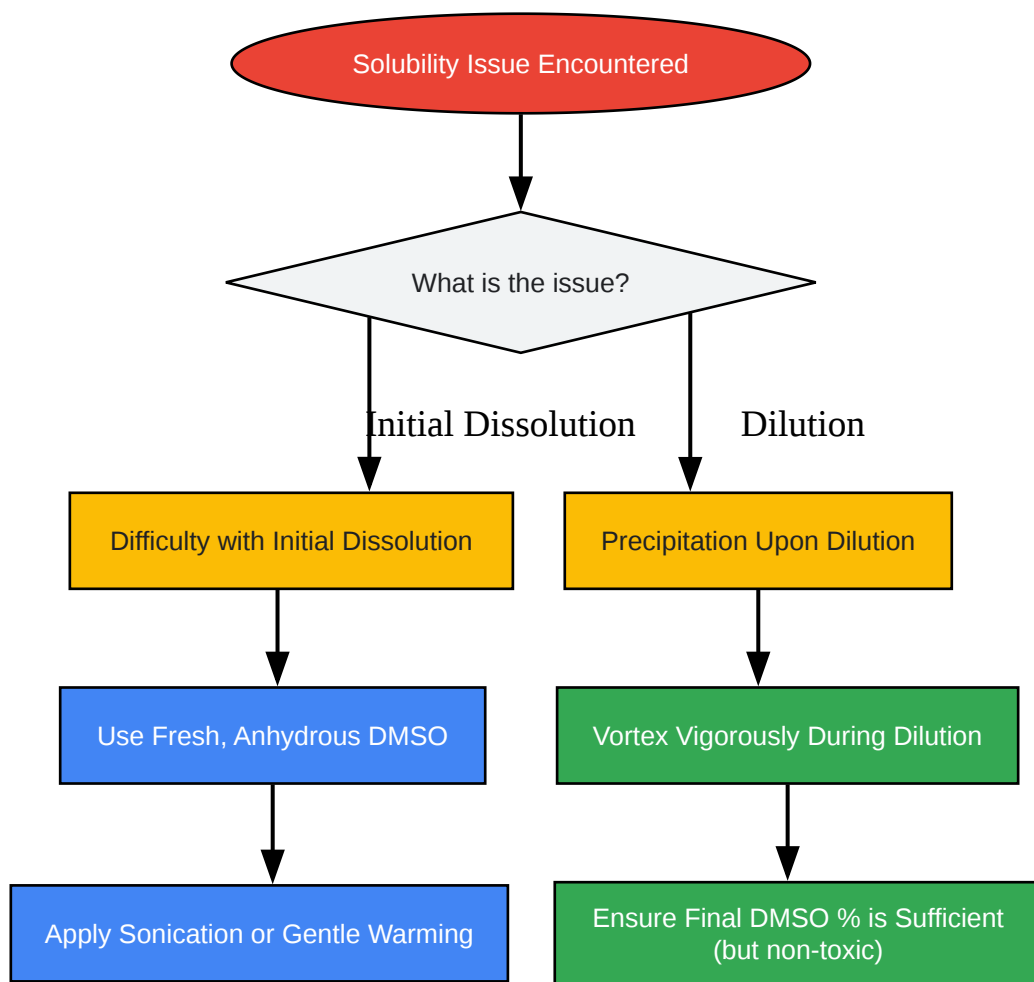 Solubility Issue Encountered
What is the issue?
Initial Dissolution
Dilution
Difficulty with Initial Dissolution
Precipitation Upon Dilution
Use Fresh, Anhydrous DMSO
Vortex Vigorously During Dilution
Apply Sonication or Gentle Warming
Ensure Final DMSO % is Sufficient
(but non-toxic)